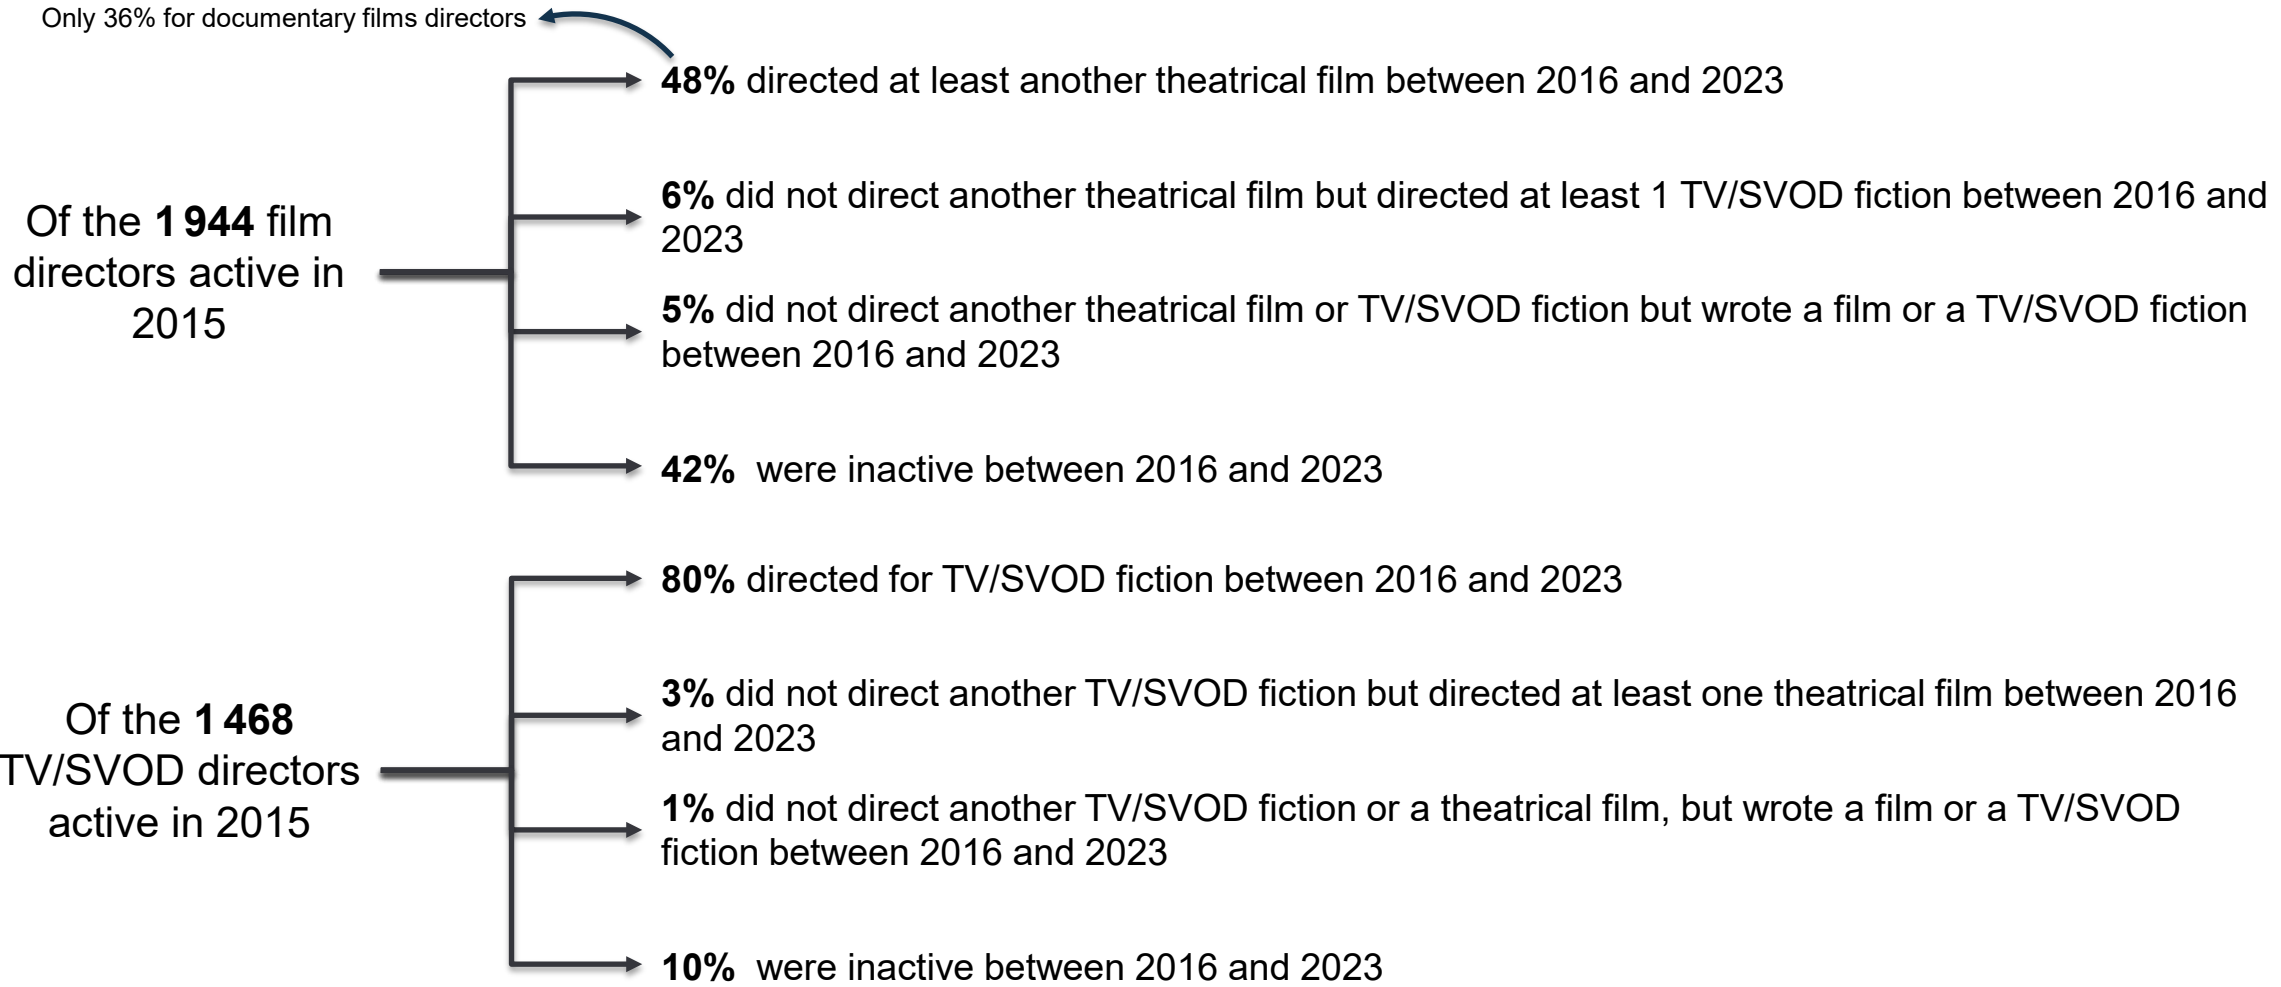 Only 36% for documentary films directors
48% directed at least another theatrical film between 2016 and 2023
6% did not direct another theatrical film but directed at least 1 TV/SVOD fiction between 2016 and
2023
Of the 1 944 film
directors active in
2015
5% did not direct another theatrical film or TV/SVOD fiction but wrote a film or a TV/SVOD fiction
between 2016 and 2023
42% were inactive between 2016 and 2023
80% directed for TV/SVOD fiction between 2016 and 2023
3% did not direct another TV/SVOD fiction but directed at least one theatrical film between 2016
and 2023
Of the 1 468
TV/SVOD directors
active in 2015
1% did not direct another TV/SVOD fiction or a theatrical film, but wrote a film or a TV/SVOD
fiction between 2016 and 2023
10% were inactive between 2016 and 2023